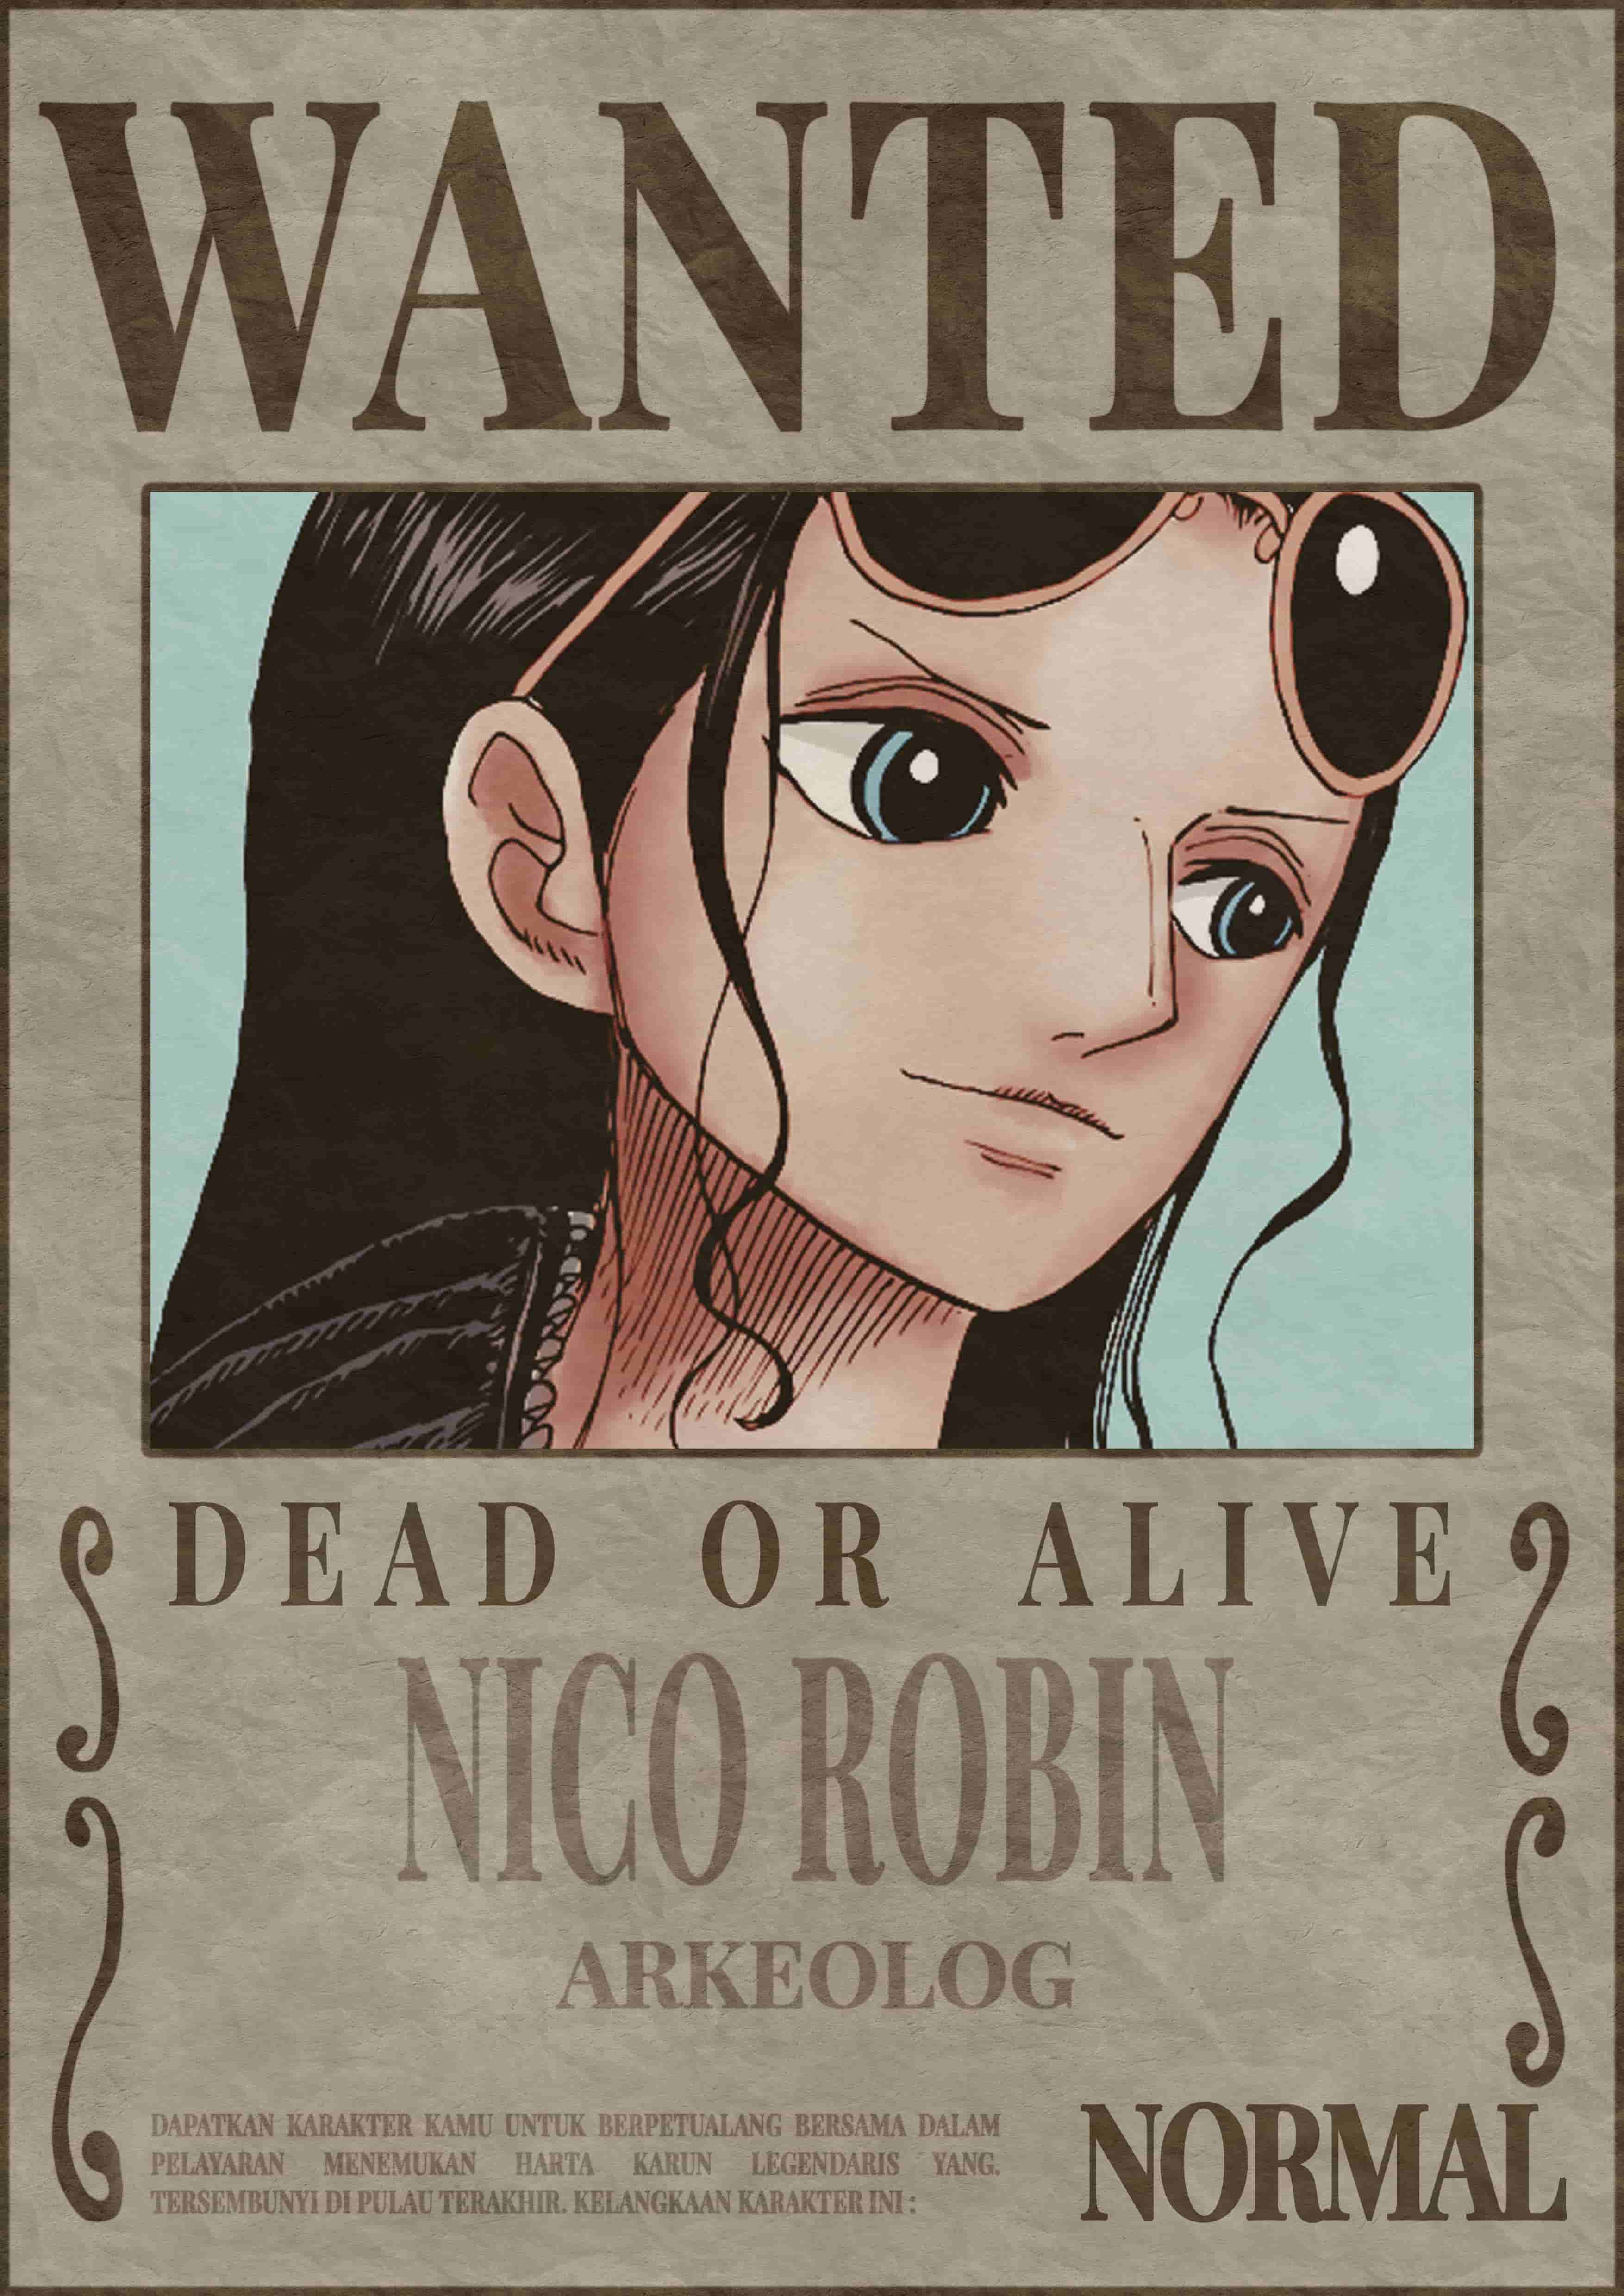 WANTED
DEAD OR ALIVE
NICO ROBIN
ARKEOLOG
DAPATKAN KARAKTER KAMU UNTUK BERPETUALANG BERSAMA DALAM
PELAYARAN MENEMUKAN HARTA KARUN LEGENDARIS YANG.
TERSEMBUNYI DI PULAU TERAKHIR. KELANGKAAN KARAKTER INI :
NORMAL